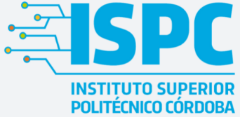 ISPC
INSTITUTO SUPERIOR
POLITÉCNICO CÓRDOBA